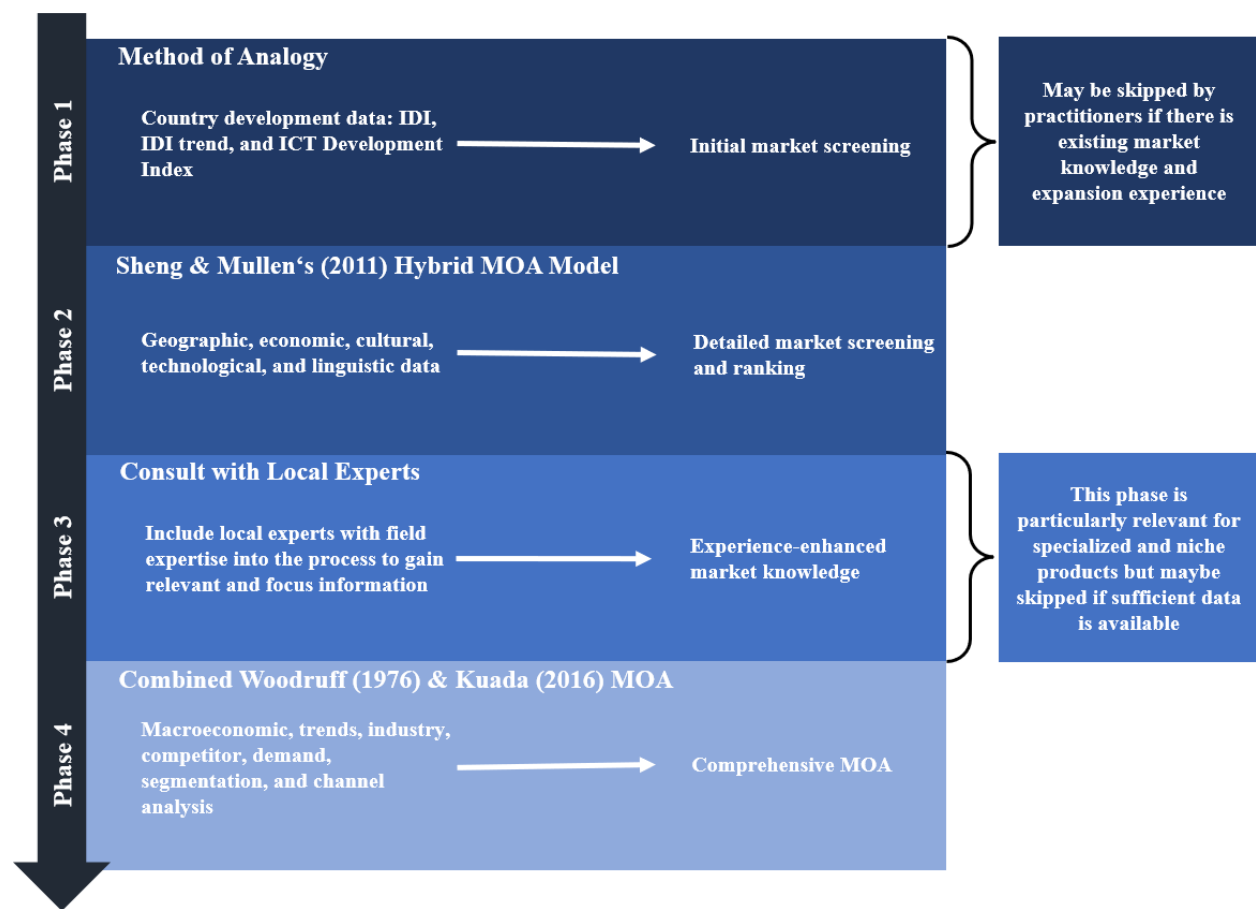 Phase 1
Method of Analogy
Country development data: IDI,
IDI trend, and ICT Development
Index
Initial market screening
May be skipped by
practitioners if there is
existing market
knowledge and
expansion experience
Phase 2
Sheng & Mullen‘s (2011) Hybrid MOA Model
Geographic, economic, cultural,
technological, and linguistic data
Detailed market screening
and ranking
Phase 3
Consult with Local Experts
Include local experts with field
expertise into the process to gain
relevant and focus information
Experience-enhanced
market knowledge
This phase is
particularly relevant for
specialized and niche
products but maybe
skipped if sufficient data
is available
Phase 4
Combined Woodruff (1976) & Kuada (2016) MOA
Macroeconomic, trends, industry,
competitor, demand,
segmentation, and channel
analysis
Comprehensive MOA